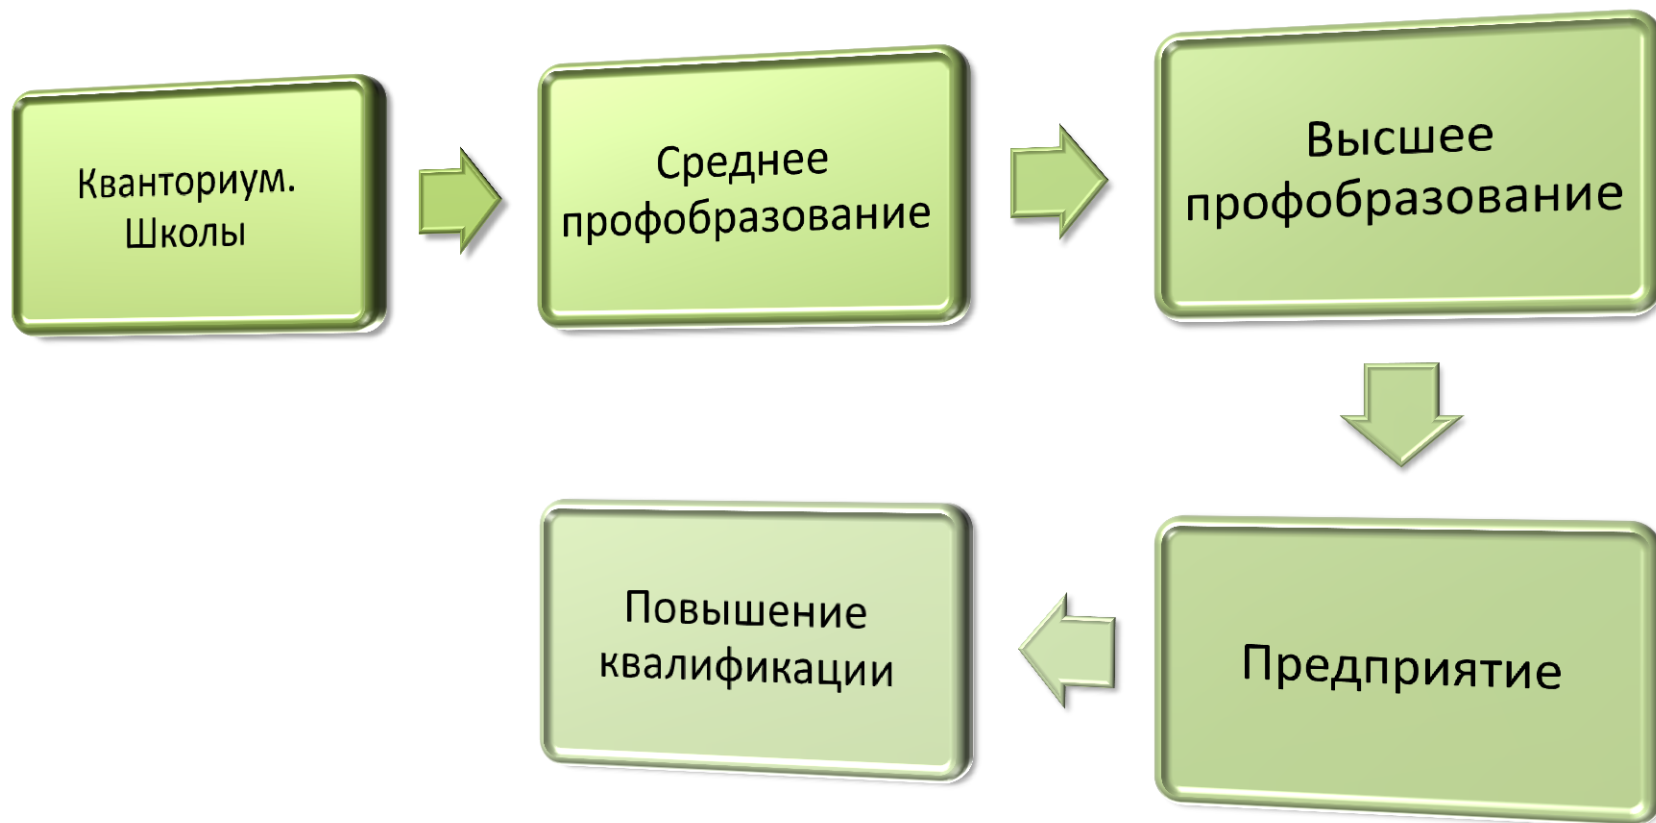 Кванториум.
Школы
Среднее
профобразование
Высшее
профобразование
Предприятие
Повышение
квалификации